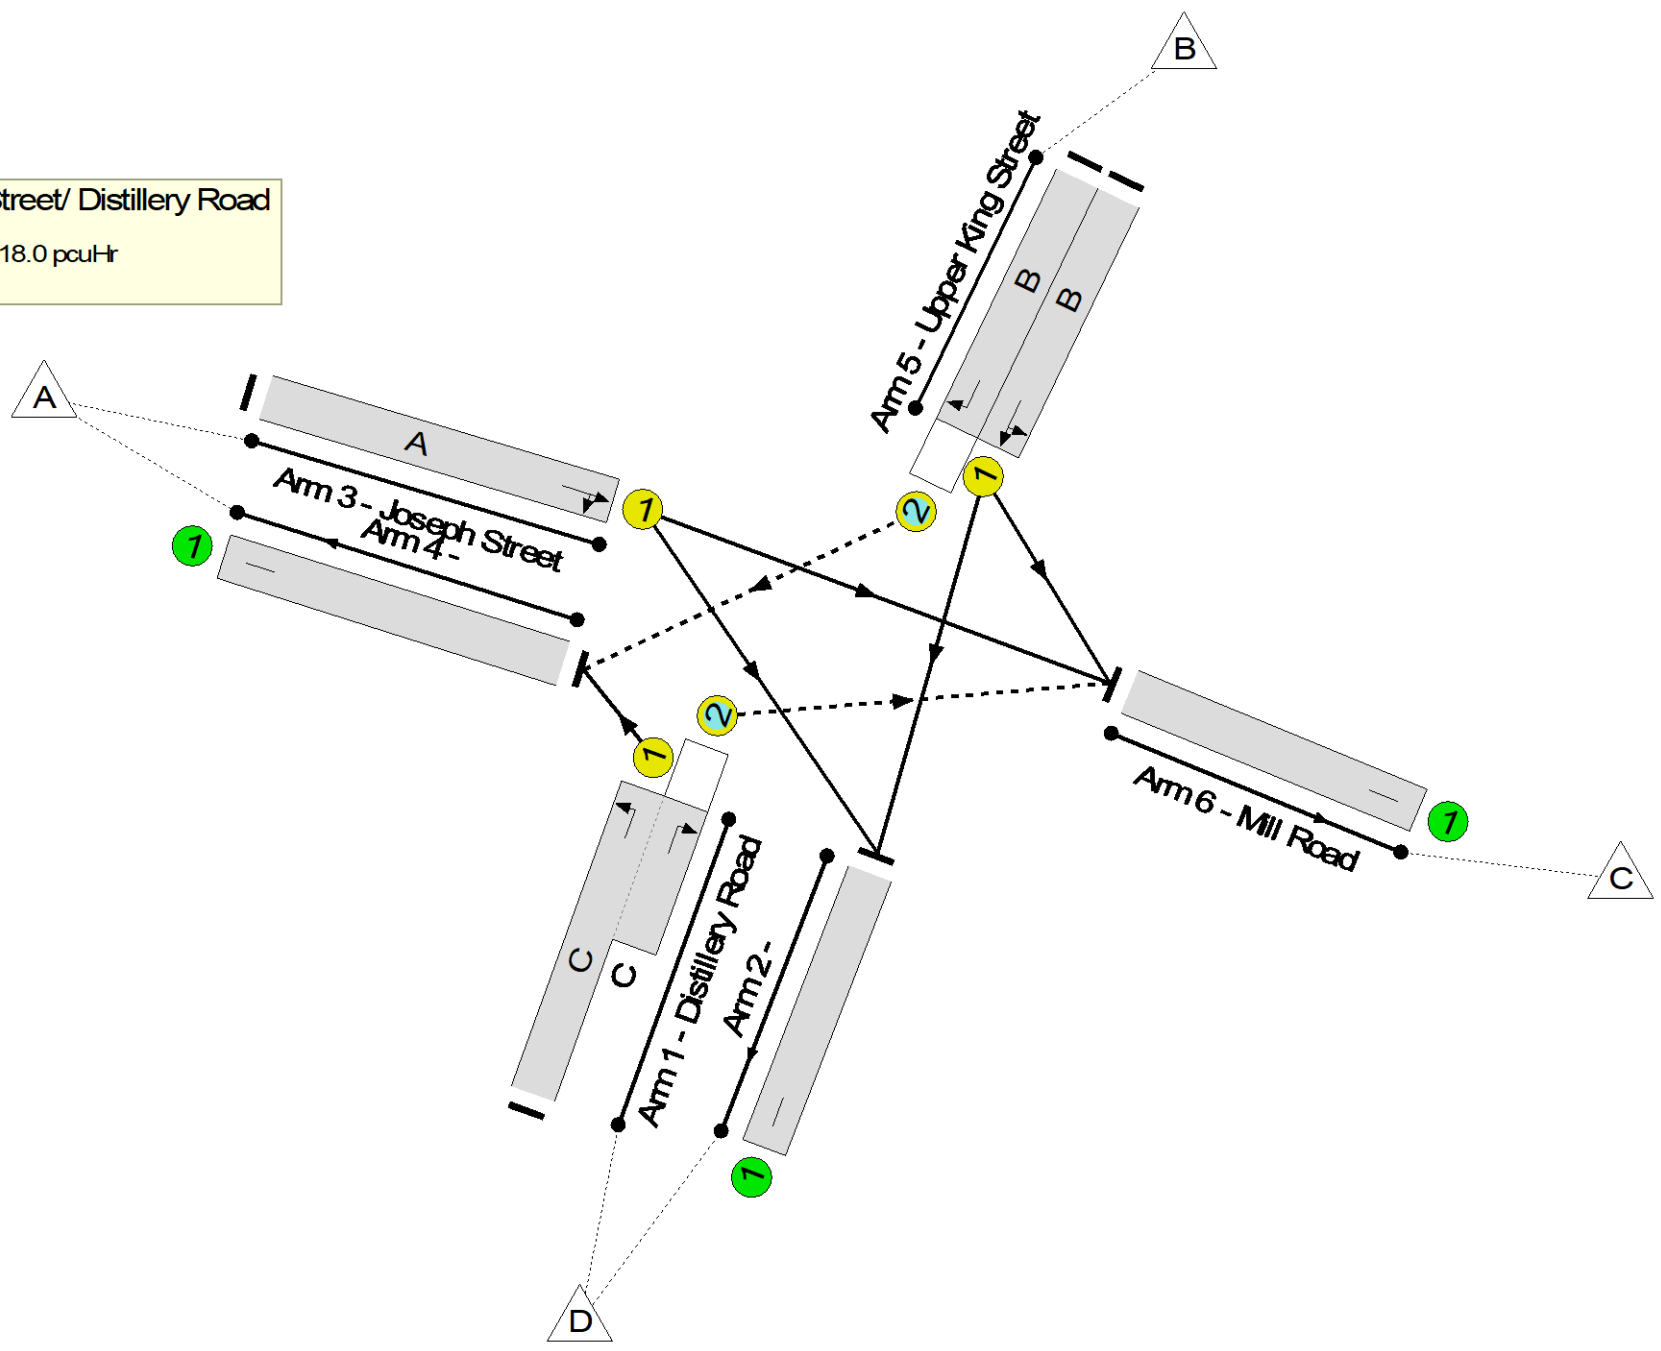 B
Street/ Distillery Road
18.0 pcuHr
Arm 5 - Upper King Street
B
B
A
A
Arm 3 - Joseph Street
Arm 4 -
1
1
1
2
2
1
Arm 6 - Mill Road
1
C
C
C
Arm 1 - Distillery Road
Arm 2 -
1
D